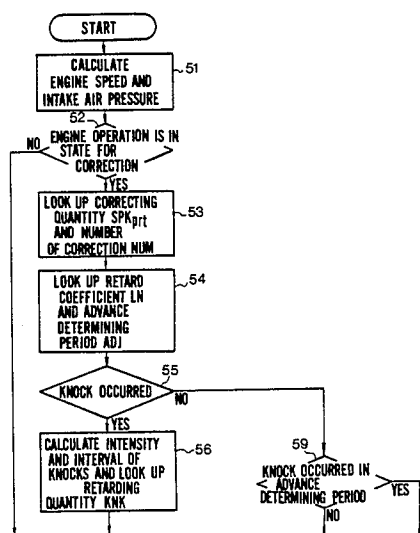 START
CALCULATE
ENGINE SPEED AND
INTAKE AIR PRESSURE
51
52
ENGINE OPERATION IS IN
STATE FOR
CORRECTION
NO
YES
LOOK UP CORRECTING
QUANTITY SPKprt
AND NUMBER
OF CORRECTION NUM
53
LOOK UP RETARD
COEFFICIENT LN
AND ADVANCE
DETERMINING
PERIOD ADJ
54
KNOCK OCCURRED
55
NO
YES
CALCULATE INTENSITY
AND INTERVAL OF
KNOCKS AND LOOK UP
RETARDING
QUANTITY KNK
56
59
KNOCK OCCURRED IN
ADVANCE
DETERMINING PERIOD
YES
NO